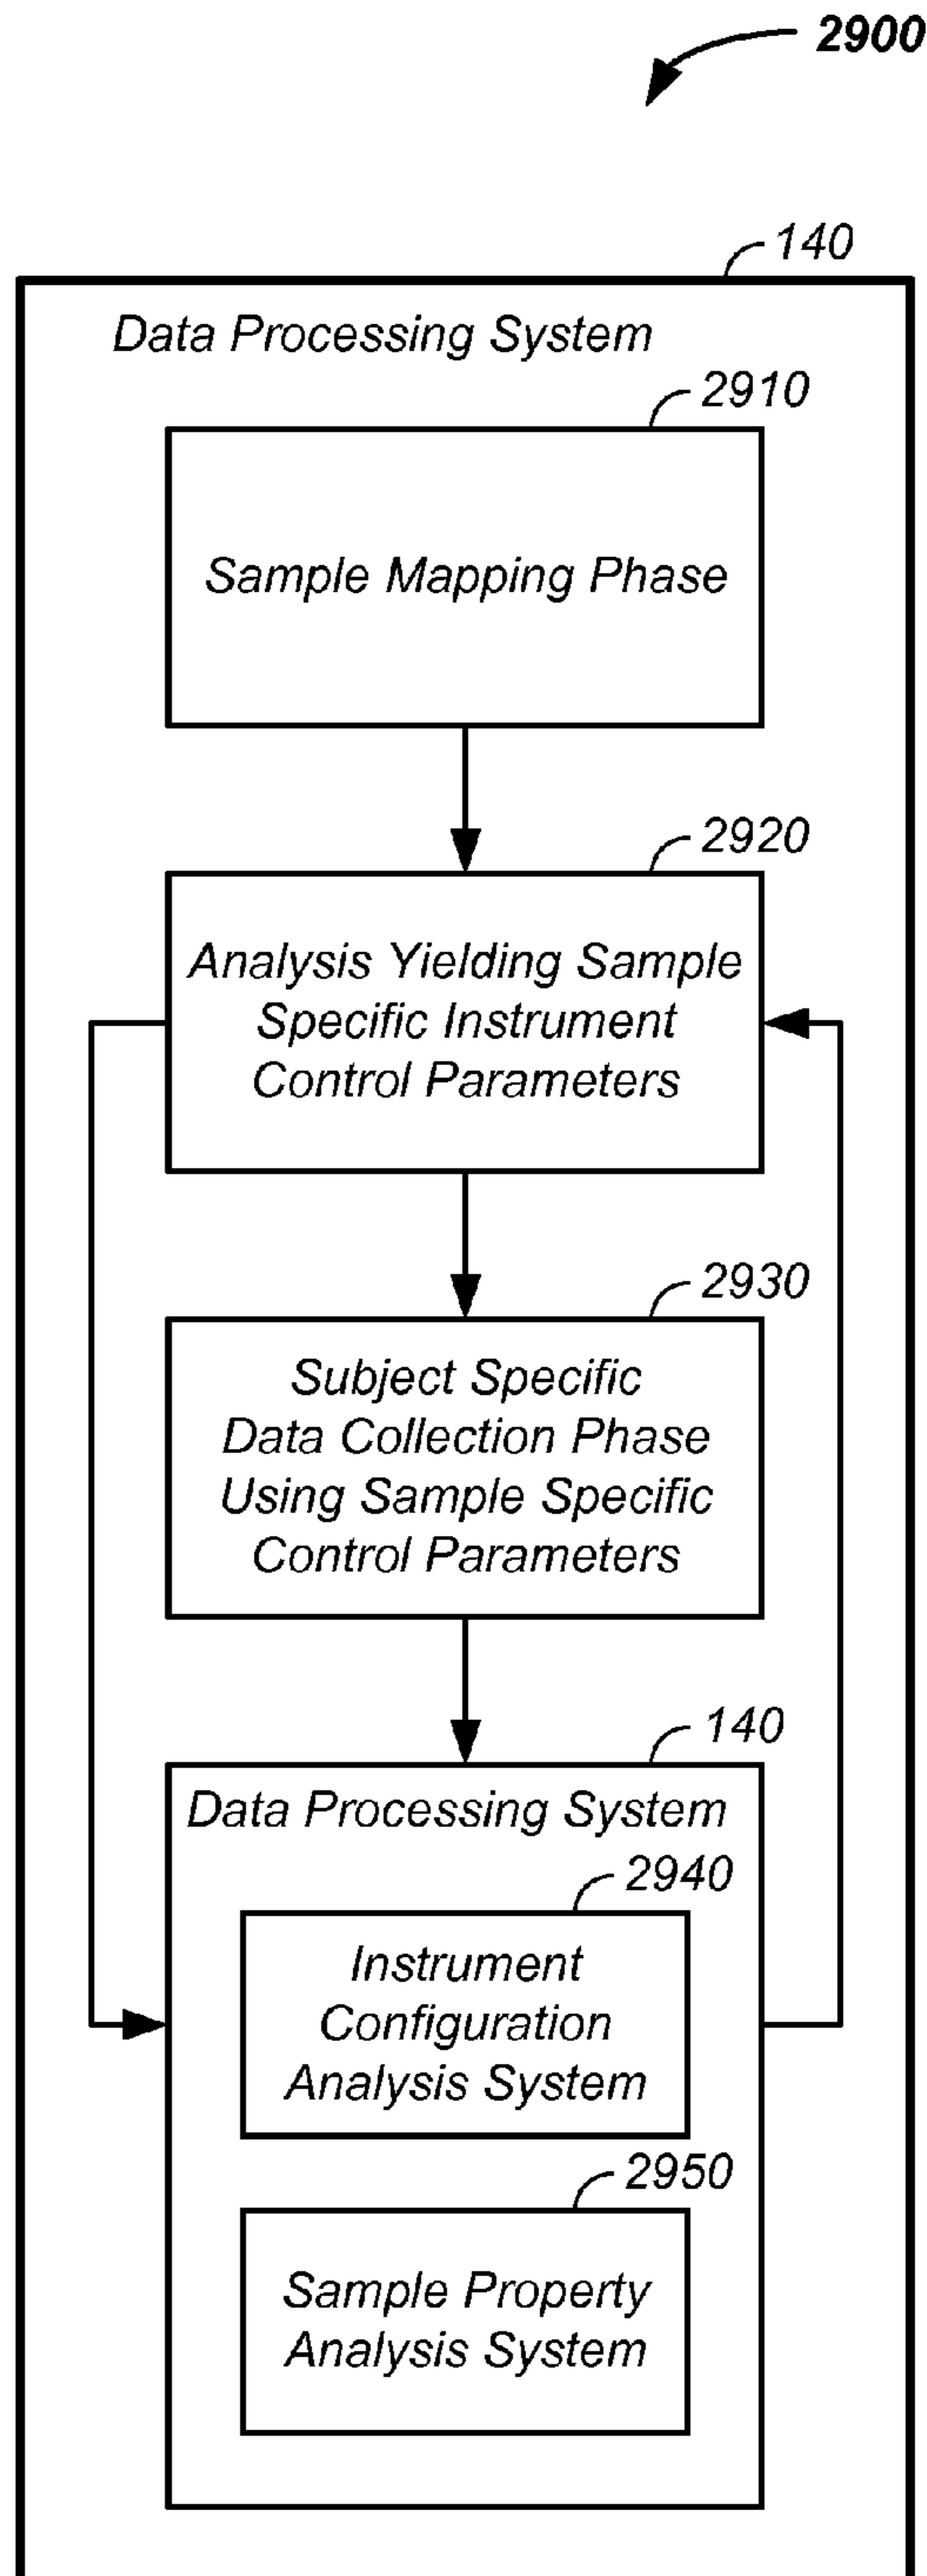 2900
140
Data Processing System
2910
Sample Mapping Phase
2920
Analysis Yielding Sample
Specific Instrument
Control Parameters
2930
Subject Specific
Data Collection Phase
Using Sample Specific
Control Parameters
140
Data Processing System
2940
Instrument
Configuration
Analysis System
2950
Sample Property
Analysis System